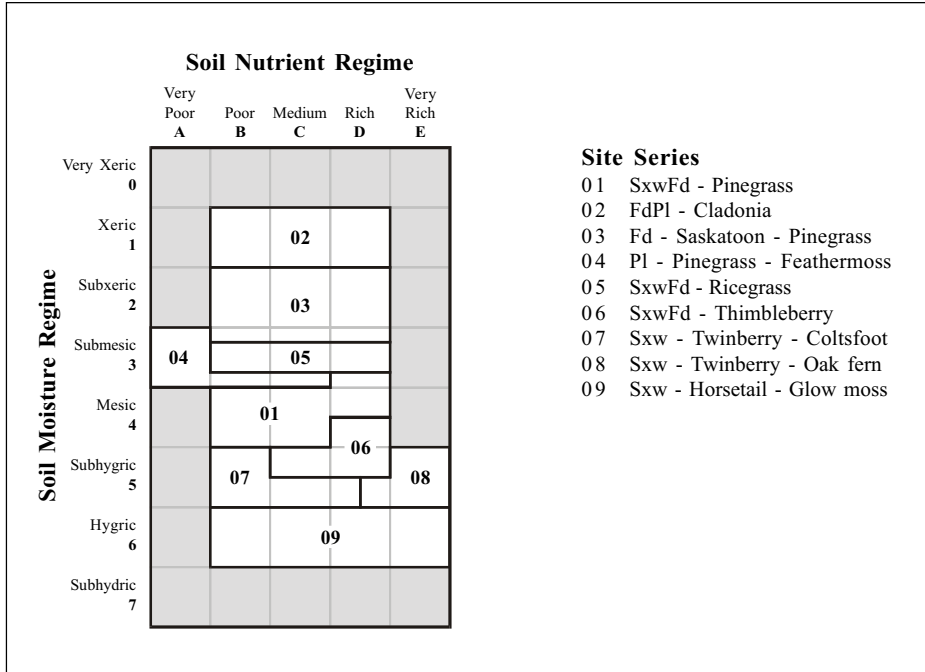 Soil Nutrient Regime
Very Poor A
Poor B
Medium C
Rich D
Very Rich E
Soil Moisture Regime
Very Xeric 0
Xeric 1
Subxeric 2
Submesic 3
Mesic 4
Subhygric 5
Hygric 6
Subhydric 7
02
03
04
05
01
06
07
08
09
Site Series
01 SxwFd - Pinegrass
02 FdPl - Cladonia
03 Fd - Saskatoon - Pinegrass
04 Pl - Pinegrass - Feathermoss
05 SxwFd - Ricegrass
06 SxwFd - Thimbleberry
07 Sxw - Twinberry - Coltsfoot
08 Sxw - Twinberry - Oak fern
09 Sxw - Horsetail - Glow moss